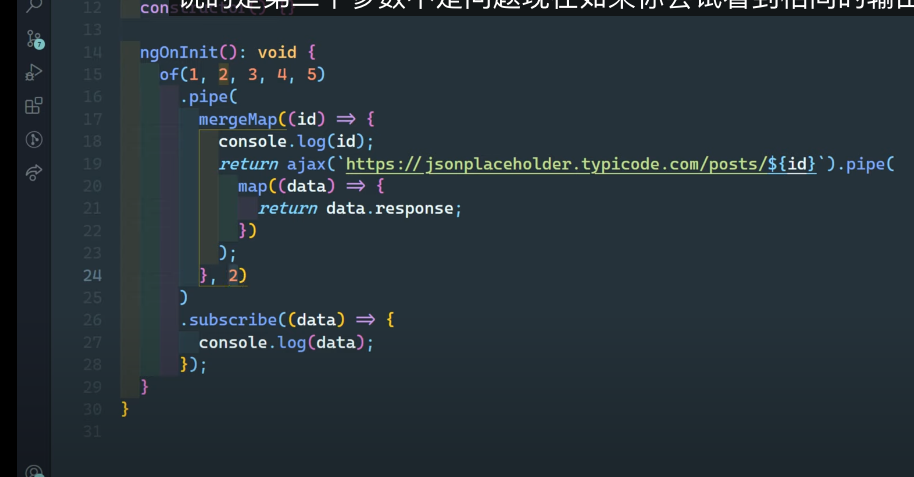 说的是第二个参数不是问题现在如果你尝试看到相同的输出
12 constructor() {}
13
14 ngOnInit(): void {
15 of(1, 2, 3, 4, 5)
16 .pipe(
17 mergeMap((id) => {
18 console.log(id);
19 return ajax(`https://jsonplaceholder.typicode.com/posts/${id}`).pipe(
20 map((data) => {
21 return data.response;
22 })
23 );
24 }, 2)
25 )
26 .subscribe((data) => {
27 console.log(data);
28 });
29 }
30 }
31
7